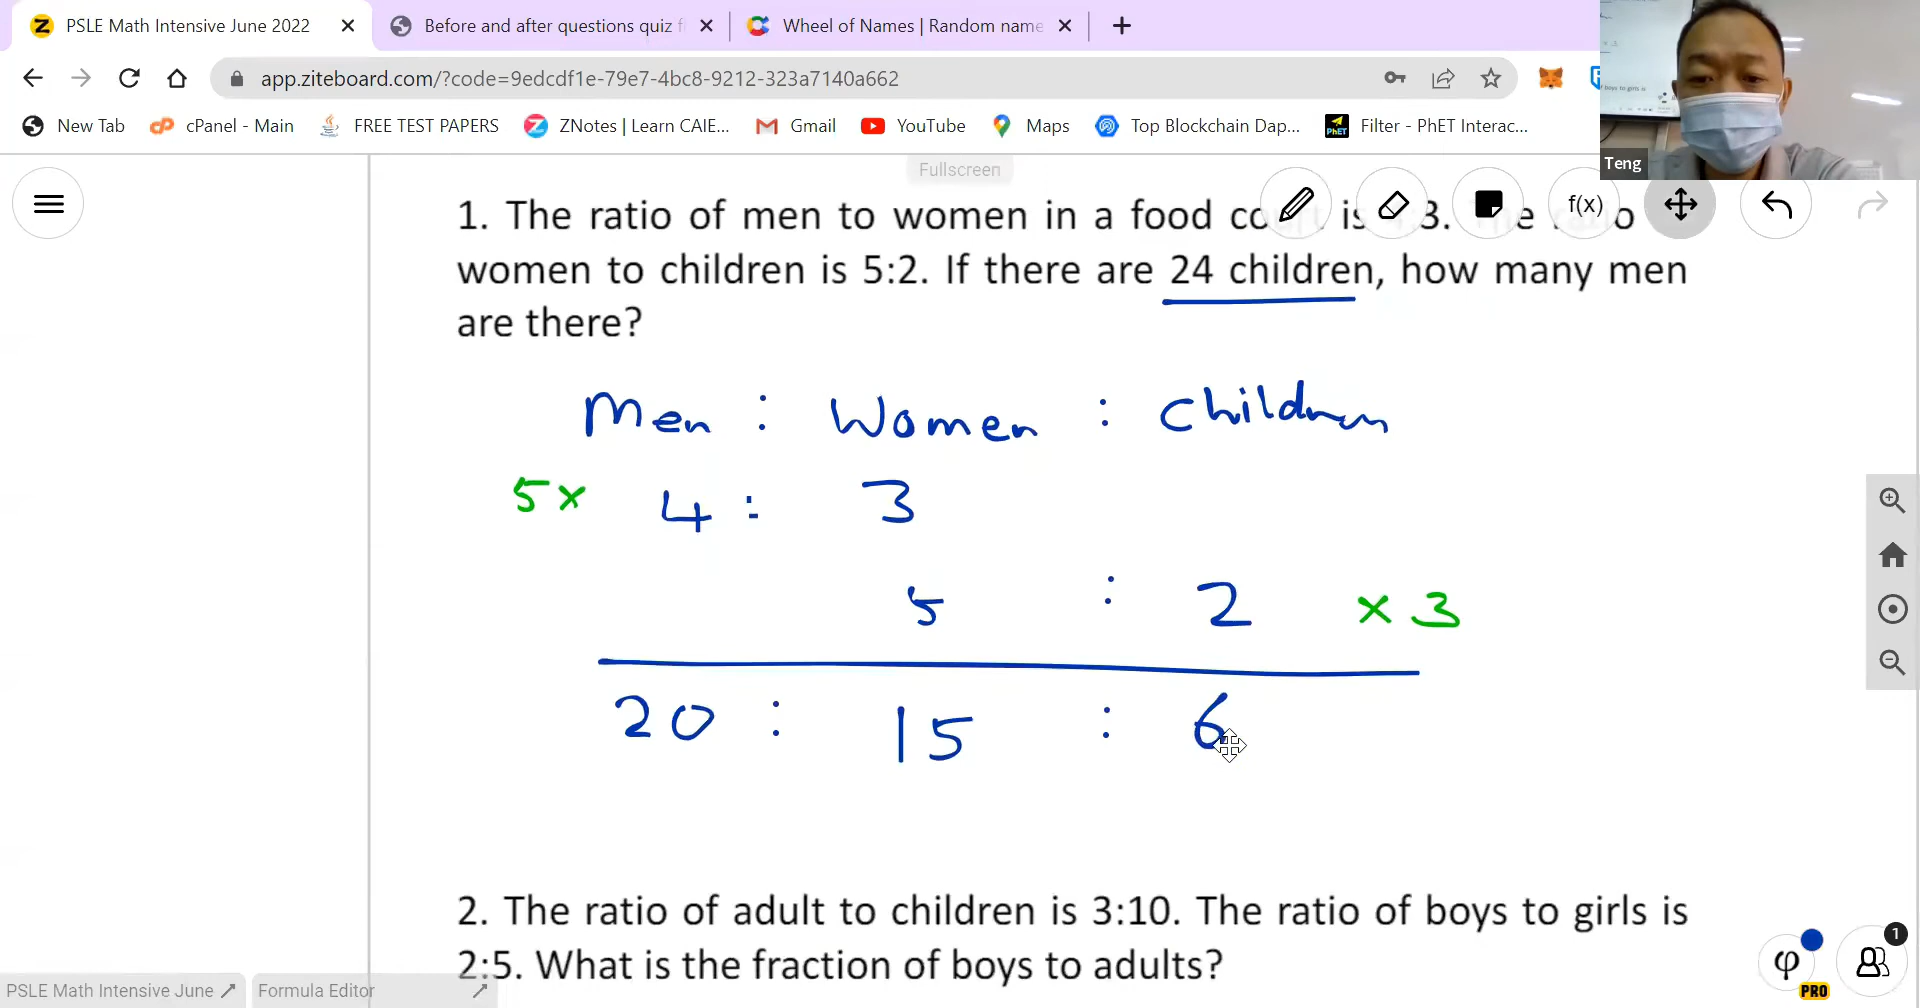 PSLE Math Intensive June 2022
Before and after questions quiz f
Wheel of Names | Random name
app.ziteboard.com/?code=9edcdf1e-79e7-4bc8-9212-323a7140a662
New Tab cPanel - Main FREE TEST PAPERS ZNotes | Learn CAIE... Gmail YouTube Maps Top Blockchain Dap... Filter - PhET Interac...
Teng
Fullscreen
f(x)
1. The ratio of men to women in a food is 3. The
women to children is 5:2. If there are 24 children, how many men
are there?
Men : Women : Children
5 x 4 : 3
5 : 2 x 3
20 : 15 : 6
2. The ratio of adult to children is 3:10. The ratio of boys to girls is
2:5. What is the fraction of boys to adults?
PSLE Math Intensive June Formula Editor
φ PRO 1